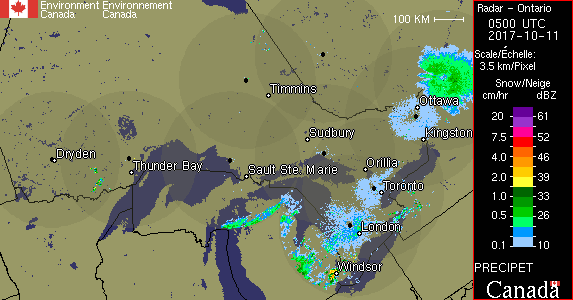 Environment Environnement
Canada Canada
100 KM
Radar - Ontario
0500 UTC
2017-10-11
Scale/Échelle:
3.5 km/Pixel
Snow/Neige
cm/hr dBZ
20 61
7.5 52
4.0 46
2.0 39
1.0 33
0.5 26
0.1 10
PRECIPET
Canada
Timmins
Ottawa
Sudbury
Kingston
Dryden
Thunder Bay
Sault Ste. Marie
Orillia
Toronto
London
Windsor